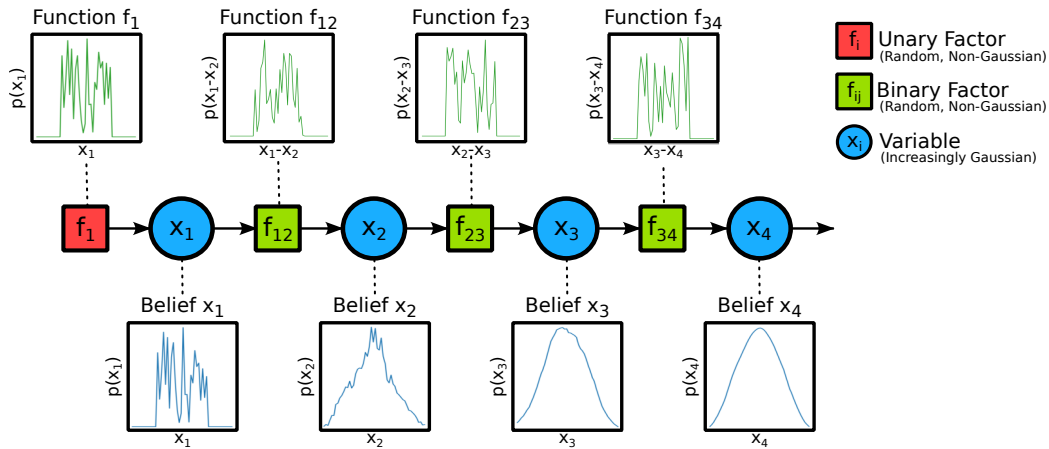 Function f₁
p(x₁)
x₁
Function f₁₂
p(x₁-x₂)
x₁-x₂
Function f₂₃
p(x₂-x₃)
x₂-x₃
Function f₃₄
p(x₃-x₄)
x₃-x₄
fᵢ Unary Factor
(Random, Non-Gaussian)
fᵢⱼ Binary Factor
(Random, Non-Gaussian)
xᵢ Variable
(Increasingly Gaussian)
f₁ x₁ f₁₂ x₂ f₂₃ x₃ f₃₄ x₄
Belief x₁
p(x₁)
x₁
Belief x₂
p(x₂)
x₂
Belief x₃
p(x₃)
x₃
Belief x₄
p(x₄)
x₄